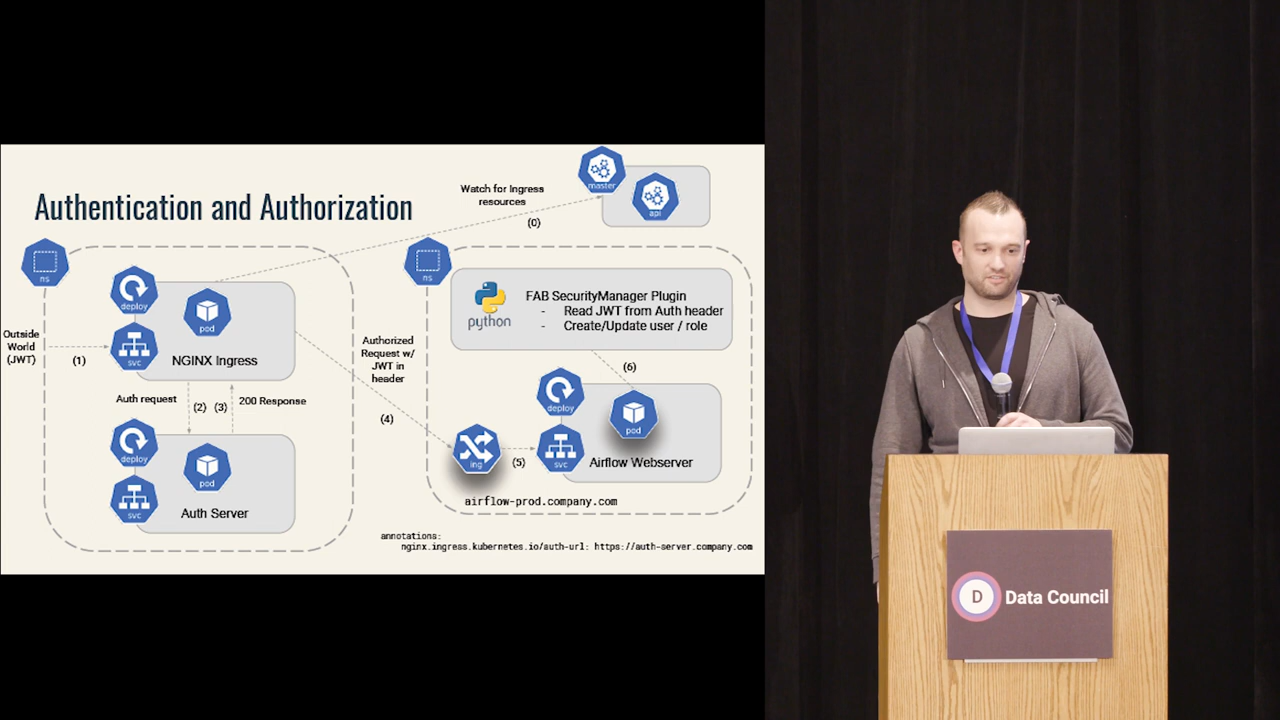 Authentication and Authorization
Watch for Ingress
resources
(0)
master
api
ns
deploy
pod
svc
NGINX Ingress
Outside
World
(JWT)
(1)
Auth request
(2)
(3)
200 Response
deploy
pod
svc
Auth Server
Authorized
Request w/
JWT in
header
(4)
ns
python
FAB SecurityManager Plugin
- Read JWT from Auth header
- Create/Update user / role
(6)
deploy
pod
ing
(5)
svc
Airflow Webserver
airflow-prod.company.com
annotations:
nginx.ingress.kubernetes.io/auth-url: https://auth-server.company.com
D Data Council